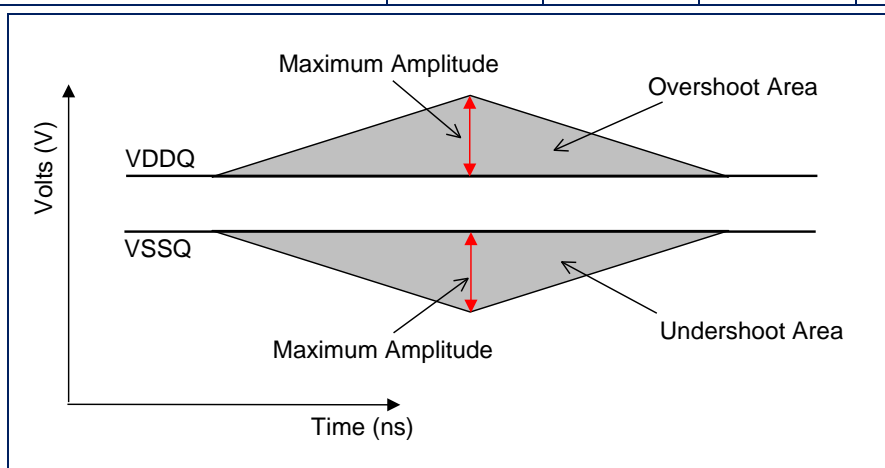 Maximum Amplitude
Overshoot Area
Volts (V)
VDDQ
VSSQ
Undershoot Area
Maximum Amplitude
Time (ns)